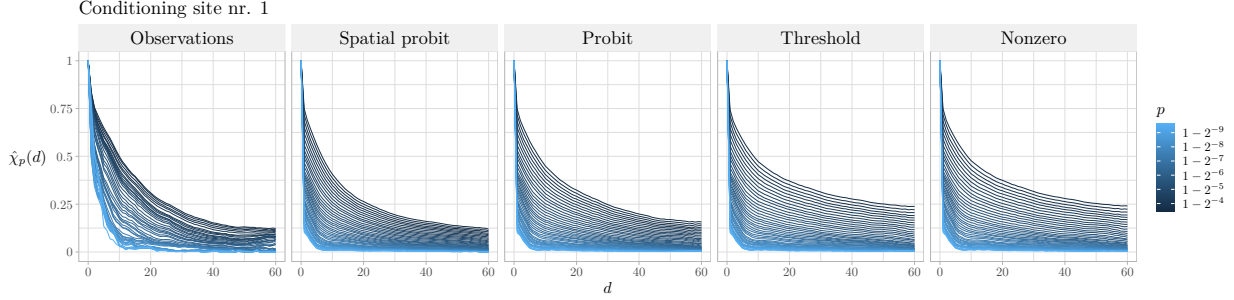 Conditioning site nr. 1
Observations Spatial probit Probit Threshold Nonzero
1
0.75
0.5
0.25
0
χ̂ₚ(d)
0 20 40 60 0 20 40 60 0 20 40 60 0 20 40 60 0 20 40 60
d
p
1 − 2⁻⁹
1 − 2⁻⁸
1 − 2⁻⁷
1 − 2⁻⁶
1 − 2⁻⁵
1 − 2⁻⁴